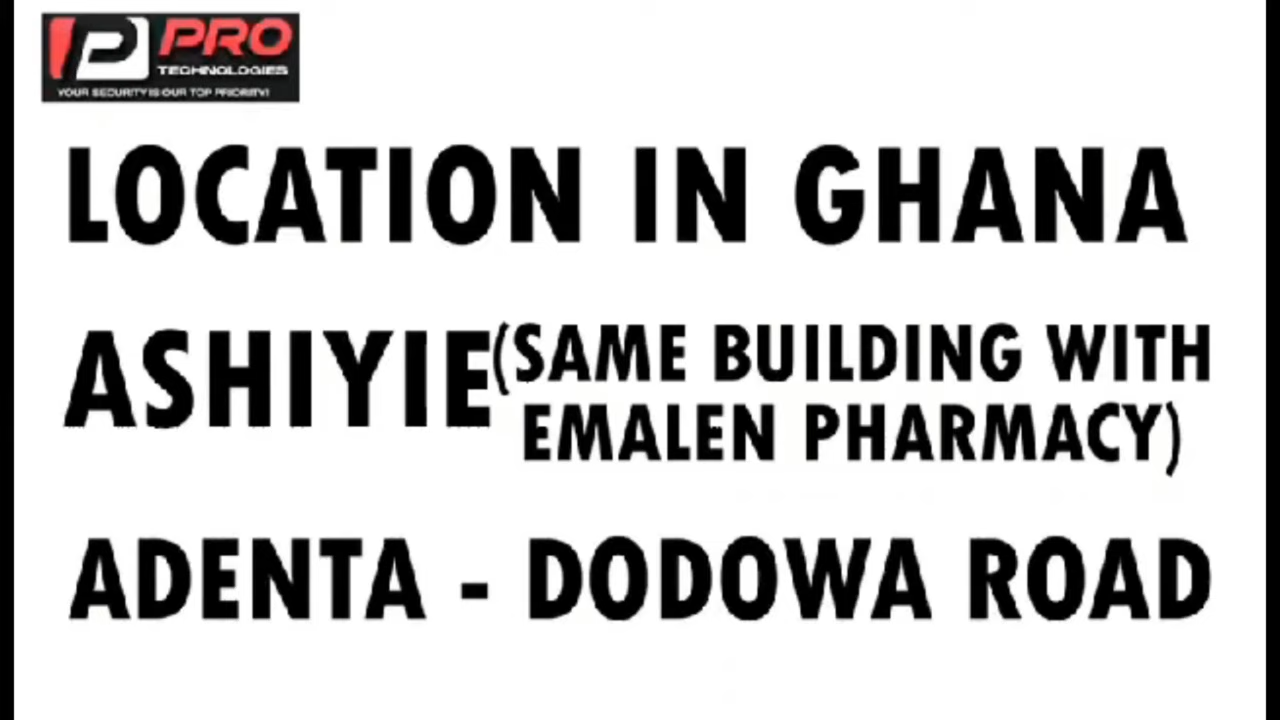 PRO
TECHNOLOGIES
YOUR SECURITY IS OUR TOP PRIORITY!
LOCATION IN GHANA
ASHIYIE (SAME BUILDING WITH
EMALEN PHARMACY)
ADENTA - DODOWA ROAD